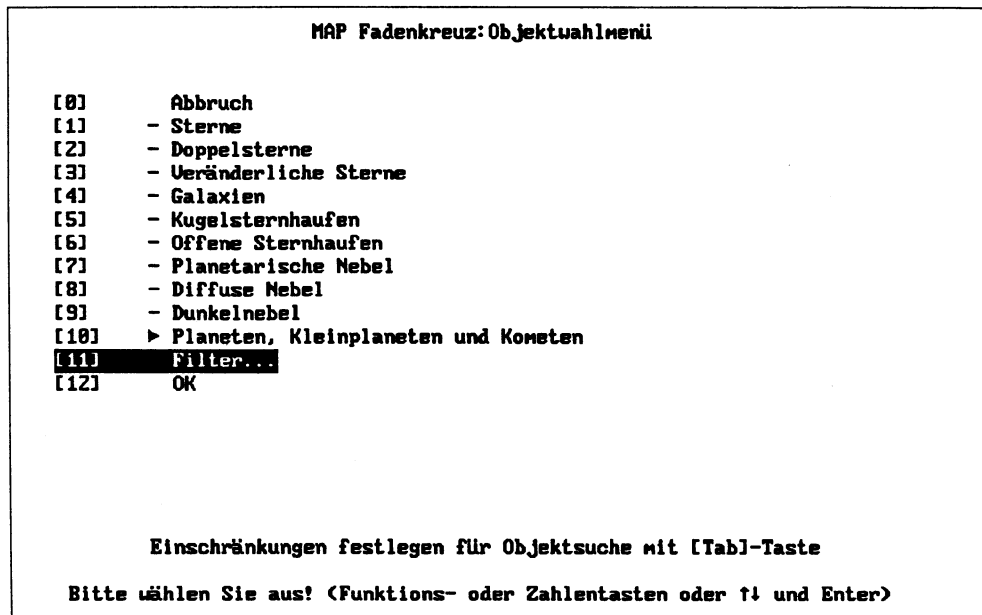 MAP Fadenkreuz:Objektwahlmenü
[0] Abbruch
[1] - Sterne
[2] - Doppelsterne
[3] - Veränderliche Sterne
[4] - Galaxien
[5] - Kugelsternhaufen
[6] - Offene Sternhaufen
[7] - Planetarische Nebel
[8] - Diffuse Nebel
[9] - Dunkelnebel
[10] ► Planeten, Kleinplaneten und Kometen
[11] Filter...
[12] OK
Einschränkungen festlegen für Objektsuche mit [Tab]-Taste
Bitte wählen Sie aus! (Funktions- oder Zahlentasten oder ↑↓ und Enter)